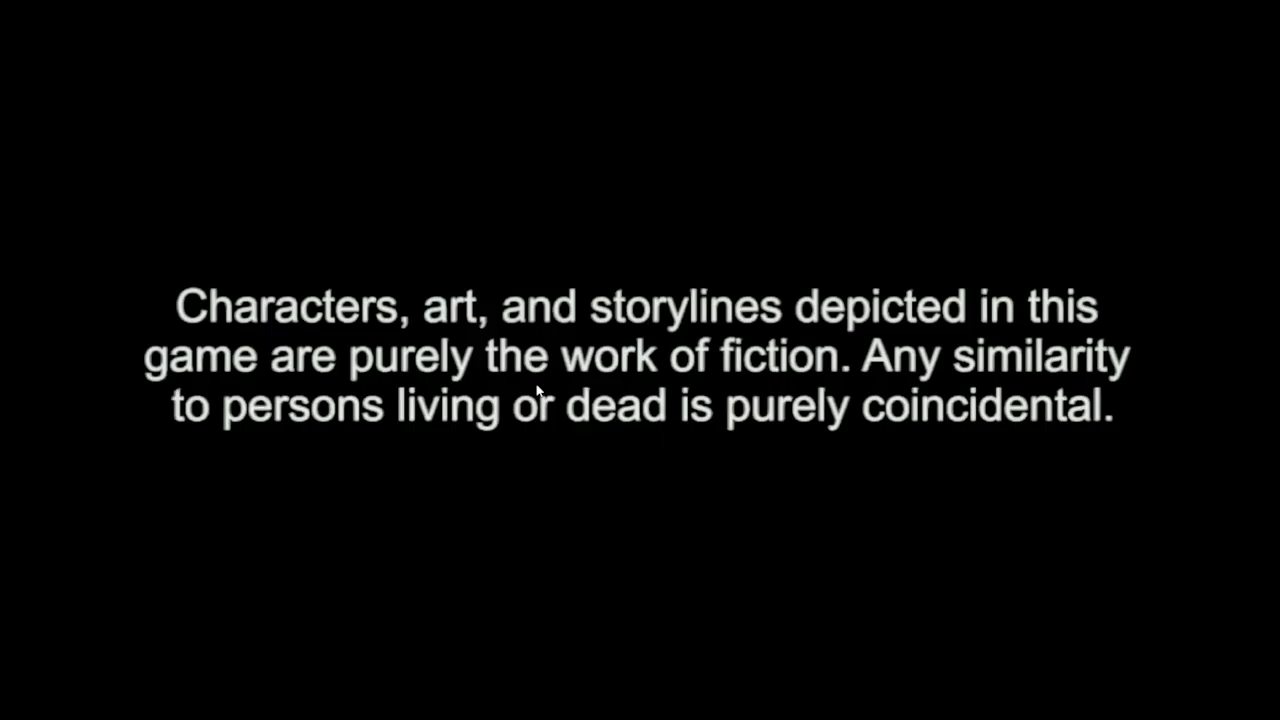 Characters, art, and storylines depicted in this
game are purely the work of fiction. Any similarity
to persons living or dead is purely coincidental.